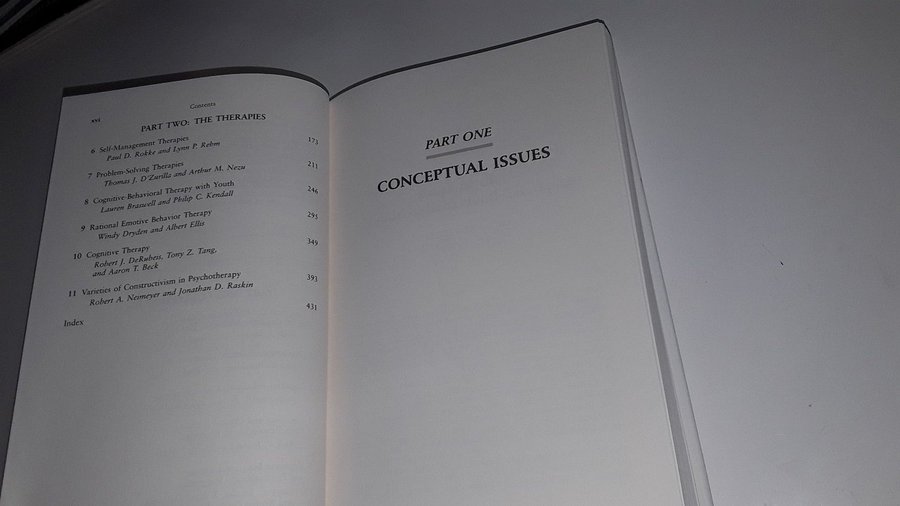 xvi Contents
PART TWO: THE THERAPIES
6 Self-Management Therapies 173
Paul D. Rokke and Lynn P. Rehm
7 Problem-Solving Therapies 211
Thomas J. D'Zurilla and Arthur M. Nezu
8 Cognitive-Behavioral Therapy with Youth 246
Lauren Braswell and Philip C. Kendall
9 Rational Emotive Behavior Therapy 295
Windy Dryden and Albert Ellis
10 Cognitive Therapy 349
Robert J. DeRubeis, Tony Z. Tang,
and Aaron T. Beck
11 Varieties of Constructivism in Psychotherapy 393
Robert A. Neimeyer and Jonathan D. Raskin
Index 431
PART ONE
CONCEPTUAL ISSUES